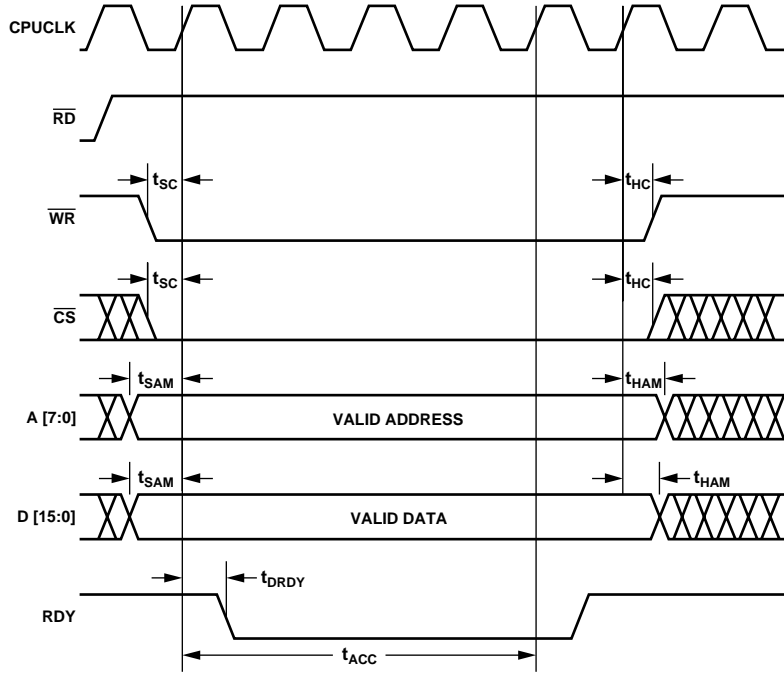 CPUCLK
RD
tSC
tHC
WR
tSC
tHC
CS
tSAM
tHAM
A [7:0]
VALID ADDRESS
tSAM
tHAM
D [15:0]
VALID DATA
tDRDY
RDY
tACC